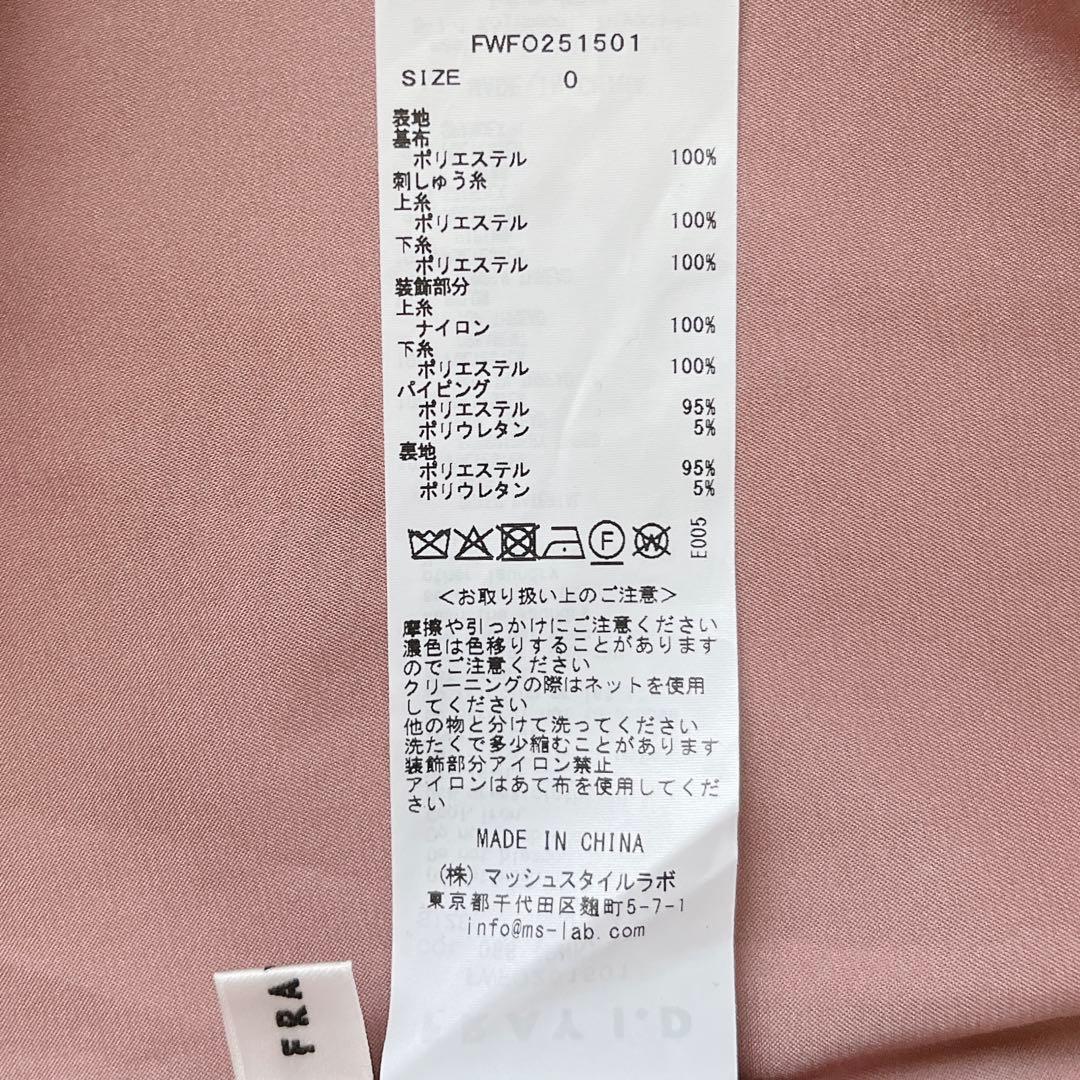 FWFO251501
SIZE 0
表地
基布
ポリエステル 100%
刺しゅう糸
上糸
ポリエステル 100%
下糸
ポリエステル 100%
装飾部分
上糸
ナイロン 100%
下糸
ポリエステル 100%
パイピング
ポリエステル 95%
ポリウレタン 5%
裏地
ポリエステル 95%
ポリウレタン 5%
F W E005
＜お取り扱い上のご注意＞
摩擦や引っかけにご注意ください
濃色は色移りすることがあります
のでご注意ください
クリーニングの際はネットを使用
してください
他の物と分けて洗ってください
洗たくで多少縮むことがあります
装飾部分アイロン禁止
アイロンはあて布を使用してくだ
さい
MADE IN CHINA
(株) マッシュスタイルラボ
東京都千代田区麹町5-7-1
info@ms-lab.com
FRAY I.D
FRA